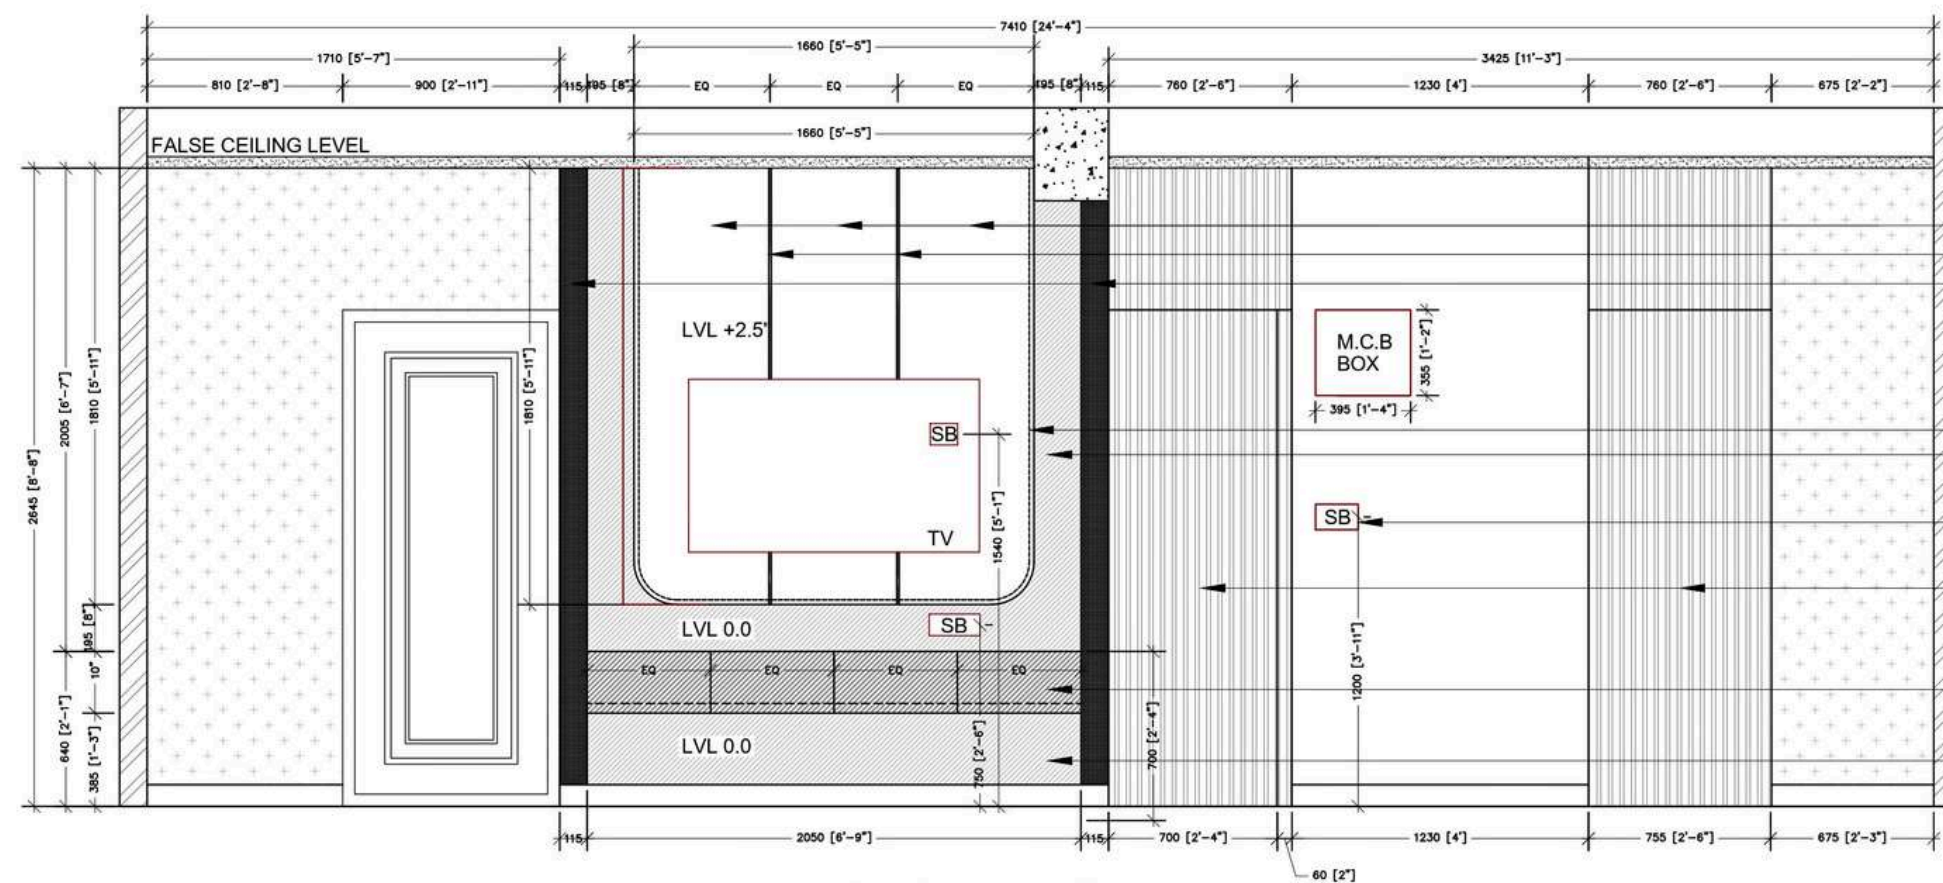 7410 [24'-4"]
1660 [5'-5"]
1710 [5'-7"]
3425 [11'-3"]
810 [2'-8"]
900 [2'-11"]
115
195 [8"]
EQ
EQ
EQ
195 [8"]
115
760 [2'-6"]
1230 [4']
760 [2'-6"]
675 [2'-2"]
1660 [5'-5"]
FALSE CEILING LEVEL
LVL +2.5"
M.C.B
BOX
355 [1'-2"]
395 [1'-4"]
2645 [8'-8"]
2005 [6'-7"]
1810 [5'-11"]
1810 [5'-11"]
SB
TV
1540 [5'-1"]
SB
1200 [3'-11"]
195 [8"]
LVL 0.0
SB
640 [2'-1"]
10"
385 [1'-3"]
EQ
EQ
EQ
EQ
LVL 0.0
750 [2'-6"]
700 [2'-4"]
115
2050 [6'-9"]
115
700 [2'-4"]
1230 [4']
755 [2'-6"]
675 [2'-3"]
60 [2"]